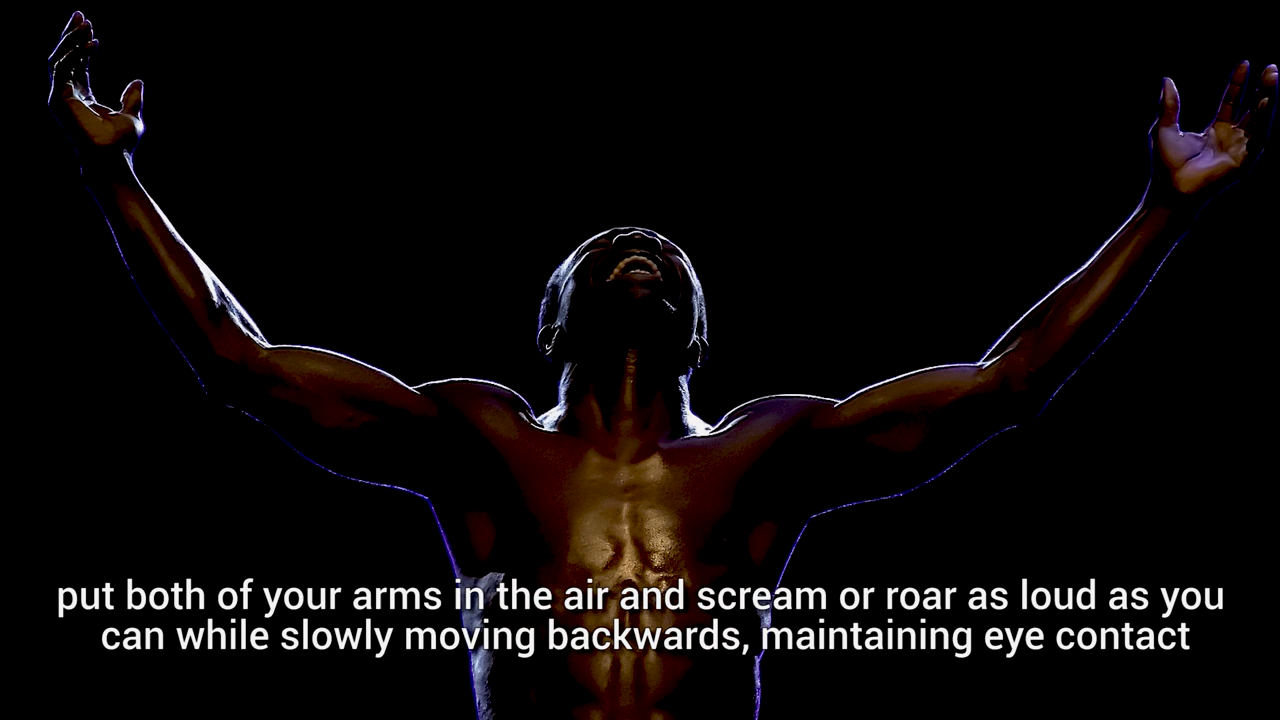 put both of your arms in the air and scream or roar as loud as you
can while slowly moving backwards, maintaining eye contact